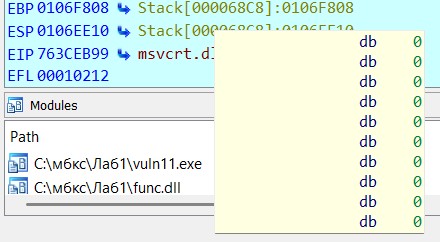 EBP 0106F808 Stack[000068C8]:0106F808
ESP 0106EE10 Stack[000068C8]:0106EE10
EIP 763CEB99 msvcrt.dl
EFL 00010212
db 0
db 0
db 0
db 0
db 0
db 0
db 0
db 0
db 0
db 0
Modules
Path
C:\мбкс\Ла61\vuln11.exe
C:\мбкс\Ла61\func.dll